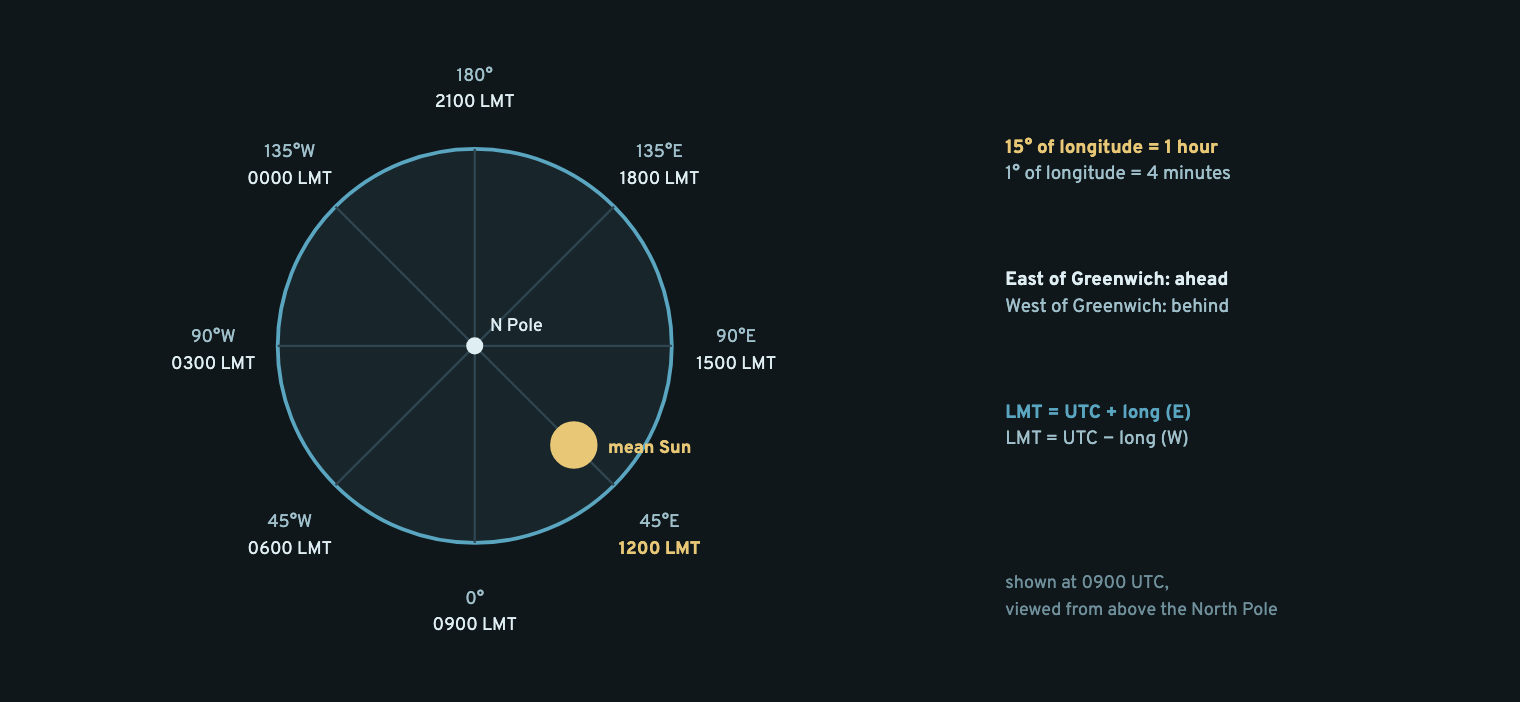 180°
2100 LMT
135°W
0000 LMT
135°E
1800 LMT
90°W
0300 LMT
N Pole
90°E
1500 LMT
mean Sun
45°W
0600 LMT
45°E
1200 LMT
0°
0900 LMT
15° of longitude = 1 hour
1° of longitude = 4 minutes
East of Greenwich: ahead
West of Greenwich: behind
LMT = UTC + long (E)
LMT = UTC − long (W)
shown at 0900 UTC,
viewed from above the North Pole